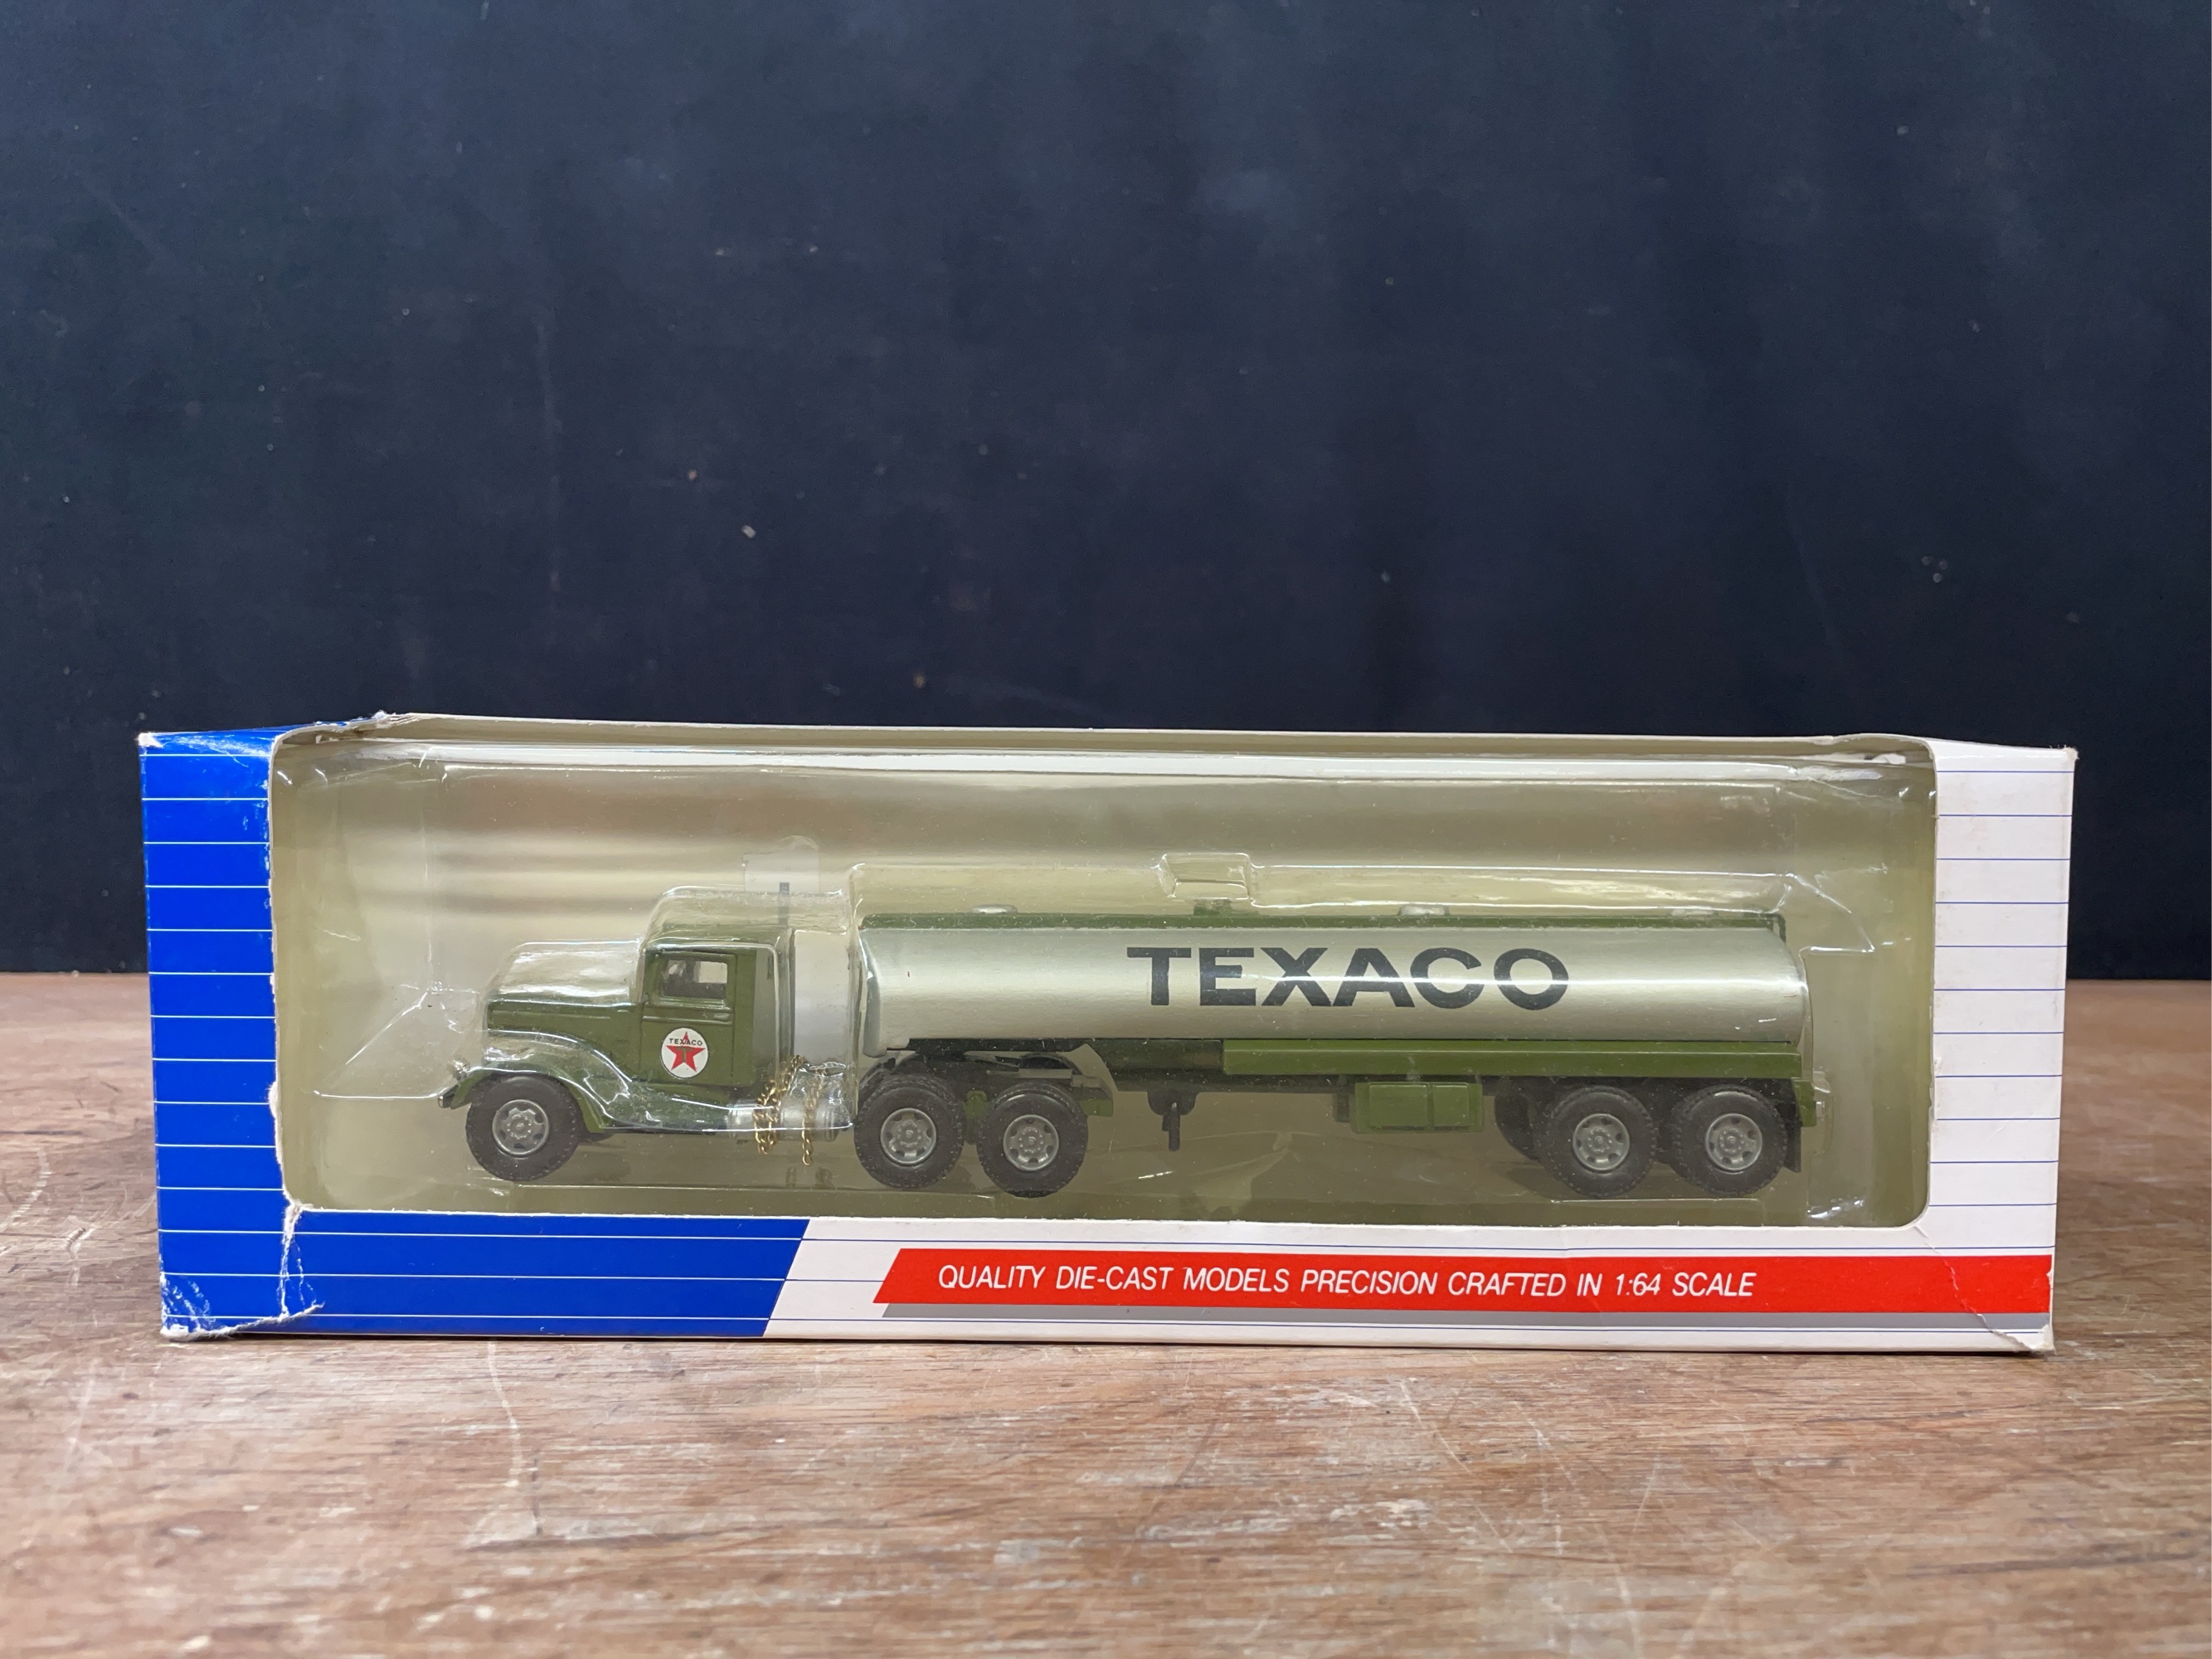 TEXACO
TEXACO
QUALITY DIE-CAST MODELS PRECISION CRAFTED IN 1:64 SCALE